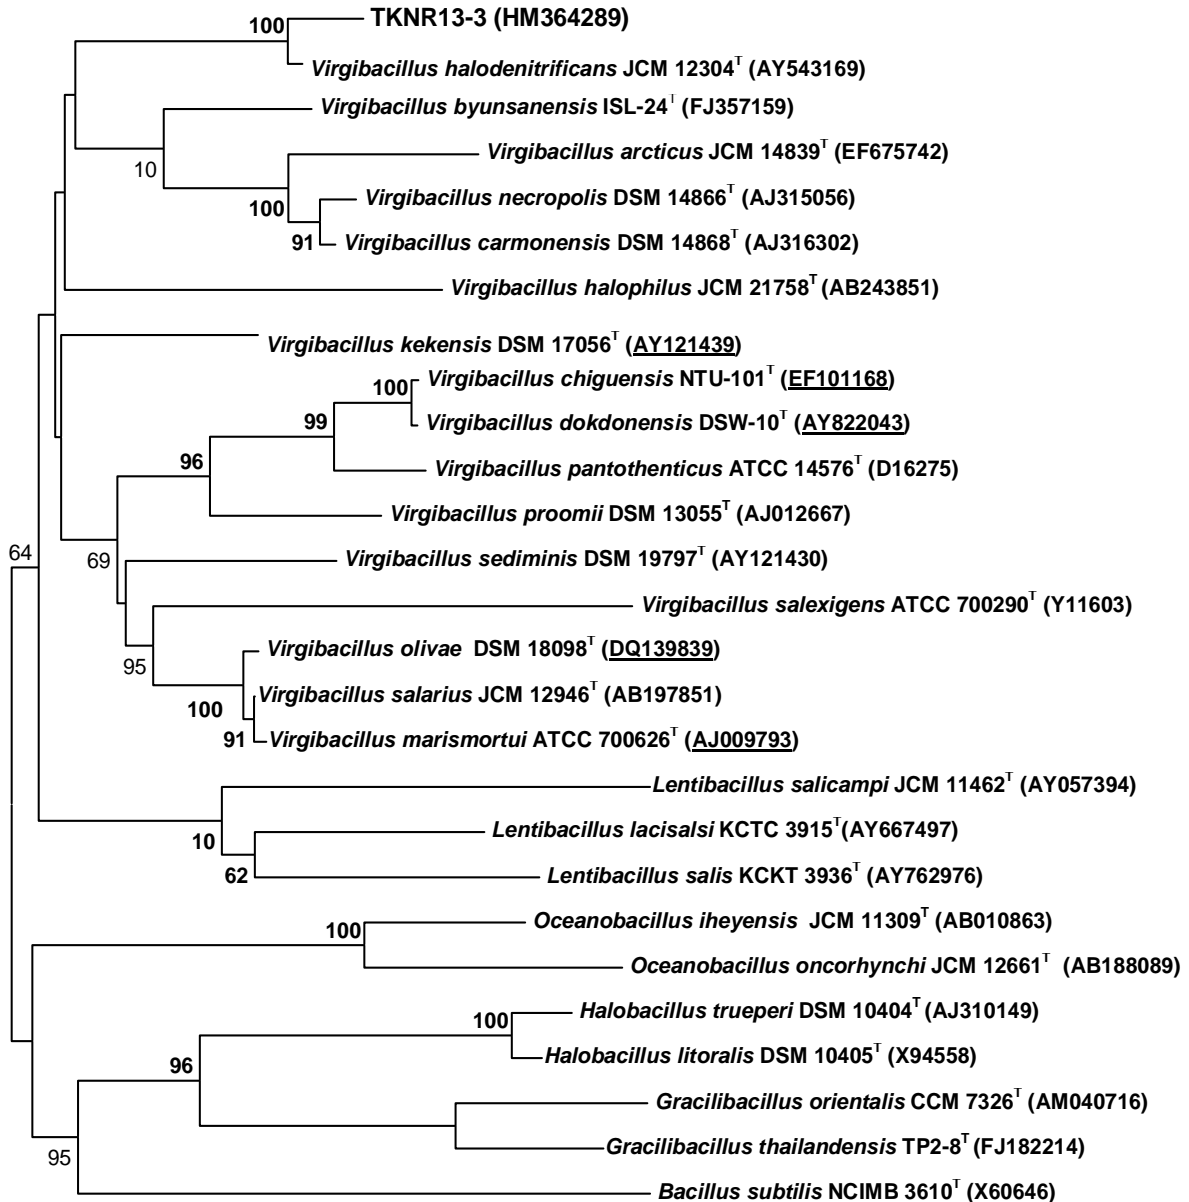 TKNR13-3 (HM364289)
100
Virgibacillus halodenitrificans JCM 12304T (AY543169)
Virgibacillus byunsanensis ISL-24T (FJ357159)
Virgibacillus arcticus JCM 14839T (EF675742)
10
Virgibacillus necropolis DSM 14866T (AJ315056)
100
Virgibacillus carmonensis DSM 14868T (AJ316302)
91
Virgibacillus halophilus JCM 21758T (AB243851)
Virgibacillus kekensis DSM 17056T (AY121439)
Virgibacillus chiguensis NTU-101T (EF101168)
100
Virgibacillus dokdonensis DSW-10T (AY822043)
99
Virgibacillus pantothenticus ATCC 14576T (D16275)
96
Virgibacillus proomii DSM 13055T (AJ012667)
64
69
Virgibacillus sediminis DSM 19797T (AY121430)
Virgibacillus salexigens ATCC 700290T (Y11603)
Virgibacillus olivae DSM 18098T (DQ139839)
95
Virgibacillus salarius JCM 12946T (AB197851)
100
Virgibacillus marismortui ATCC 700626T (AJ009793)
91
Lentibacillus salicampi JCM 11462T (AY057394)
Lentibacillus lacisalsi KCTC 3915T(AY667497)
10
Lentibacillus salis KCKT 3936T (AY762976)
62
Oceanobacillus iheyensis JCM 11309T (AB010863)
100
Oceanobacillus oncorhynchi JCM 12661T (AB188089)
Halobacillus trueperi DSM 10404T (AJ310149)
100
Halobacillus litoralis DSM 10405T (X94558)
96
Gracilibacillus orientalis CCM 7326T (AM040716)
Gracilibacillus thailandensis TP2-8T (FJ182214)
95
Bacillus subtilis NCIMB 3610T (X60646)